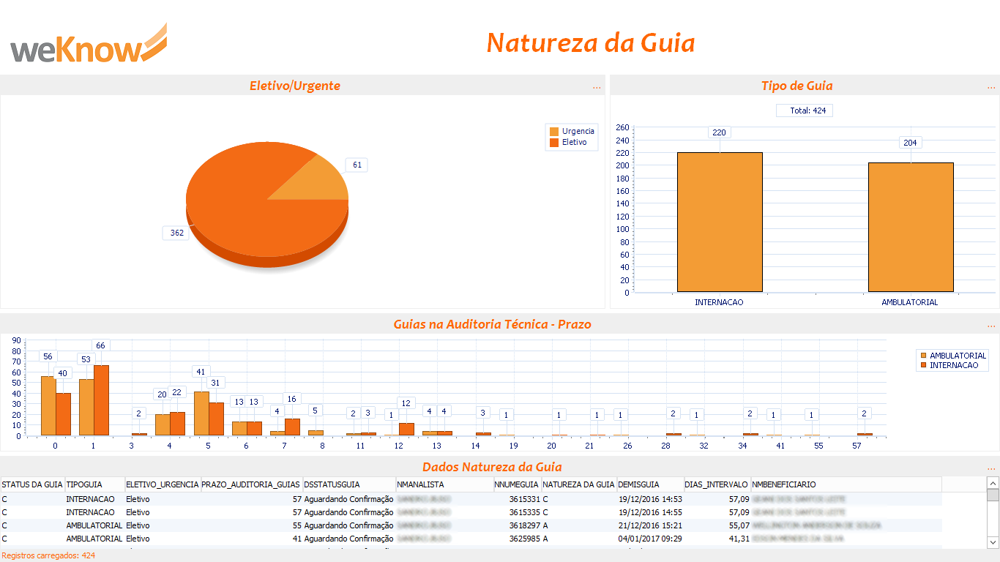 weKnow
Natureza da Guia
Eletivo/Urgente
...
Tipo de Guia
...
Urgencia
Eletivo
61
362
Total: 424
260
240
220
200
180
160
140
120
100
80
60
40
20
0
220
204
INTERNACAO AMBULATORIAL
Guias na Auditoria Técnica - Prazo
...
90
80
70
60
50
40
30
20
10
0
56 40 53 66 2 20 22 41 31 13 13 4 16 5 2 3 1 12 4 4 3 1 1 1 1 2 1 2 1 1 2
0 1 3 4 5 6 7 8 11 12 13 14 19 20 21 26 28 32 34 41 55 57
AMBULATORIAL
INTERNACAO
Dados Natureza da Guia
...
STATUS DA GUIA TIPOGUIA ELETIVO_URGENCIA PRAZO_AUDITORIA_GUIAS DSSTATUSGUIA NMANALISTA NNUMEGUIA NATUREZA DA GUIA DEMISGUIA DIAS_INTERVALO NMBENEFICIARIO
C INTERNACAO Eletivo 57 Aguardando Confirmação 3615331 C 19/12/2016 14:53 57,09
C INTERNACAO Eletivo 57 Aguardando Confirmação 3615335 C 19/12/2016 14:55 57,09
C AMBULATORIAL Eletivo 55 Aguardando Confirmação 3618297 A 21/12/2016 15:21 55,07
C AMBULATORIAL Eletivo 41 Aguardando Confirmação 3625985 A 04/01/2017 09:29 41,31
Registros carregados: 424